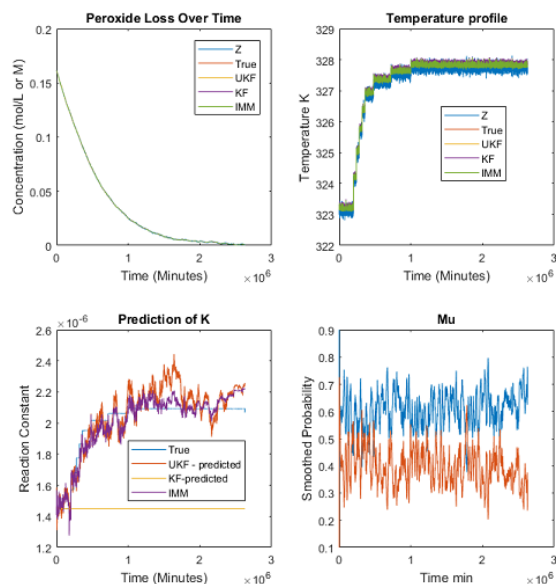 Peroxide Loss Over Time
Concentration (mol/L or M)
0.2
0.15
0.1
0.05
0
0 1 2 3
Time (Minutes) ×10^6
Z
True
UKF
KF
IMM
Temperature profile
Temperature K
329
328
327
326
325
324
323
322
0 1 2 3
Time (Minutes) ×10^6
Z
True
UKF
KF
IMM
Prediction of K
×10^-6
Reaction Constant
2.6
2.4
2.2
2
1.8
1.6
1.4
1.2
0 1 2 3
Time (Minutes) ×10^6
True
UKF - predicted
KF-predicted
IMM
Mu
Smoothed Probability
0.9
0.8
0.7
0.6
0.5
0.4
0.3
0.2
0.1
0 1 2 3
Time min ×10^6